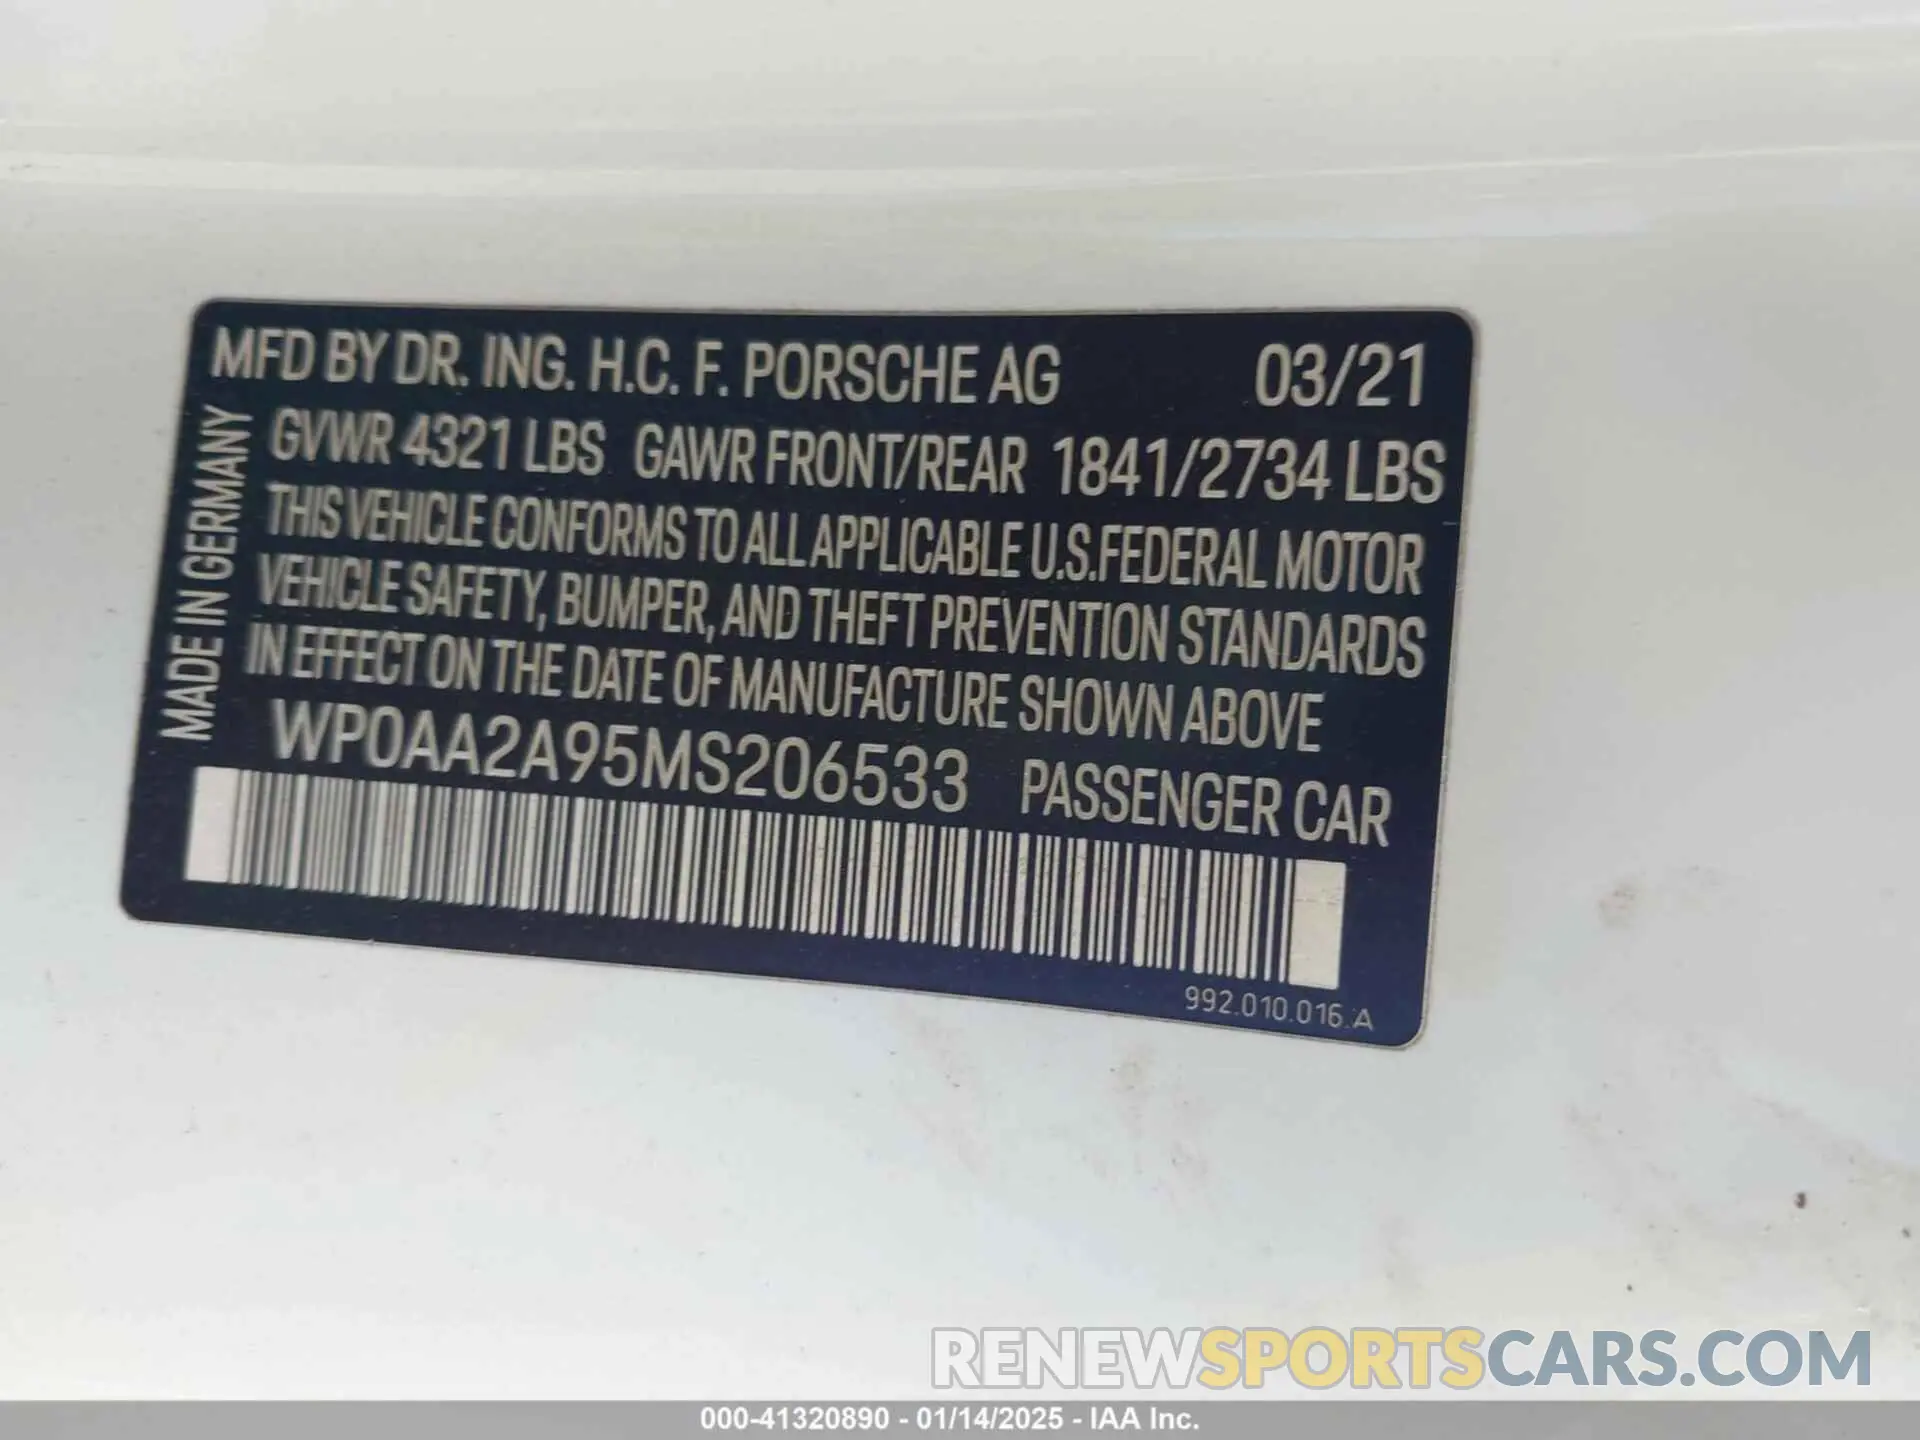 MFD BY DR. ING. H.C. F. PORSCHE AG 03/21
GVWR 4321 LBS GAWR FRONT/REAR 1841/2734 LBS
THIS VEHICLE CONFORMS TO ALL APPLICABLE U.S.FEDERAL MOTOR
VEHICLE SAFETY, BUMPER, AND THEFT PREVENTION STANDARDS
IN EFFECT ON THE DATE OF MANUFACTURE SHOWN ABOVE
WP0AA2A95MS206533 PASSENGER CAR
MADE IN GERMANY
992.010.016.A
RENEWSPORTSCARS.COM
000-41320890 - 01/14/2025 - IAA Inc.